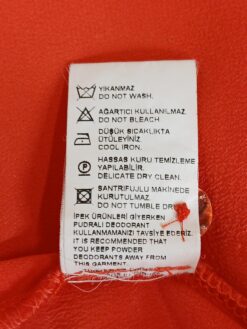 YIKANMAZ
DO NOT WASH.
AĞARTICI KULLANILMAZ
DO NOT BLEACH.
DÜŞÜK SICAKLIKTA
ÜTÜLEYİNİZ.
COOL IRON.
HASSAS KURU TEMİZLEME
YAPILABİLİR.
DELICATE DRY CLEAN.
SANTRIFUJLU MAKİNEDE
KURUTULMAZ
DO NOT TUMBLE DRY
İPEK ÜRÜNLERİ GİYERKEN
PUDRALI DEODORANT
KULLANMAMANIZI TAVSİYE EDERİZ.
IT IS RECOMMENDED THAT
YOU KEEP POWDER
DEODORANTS AWAY FROM
THIS GARMENT.